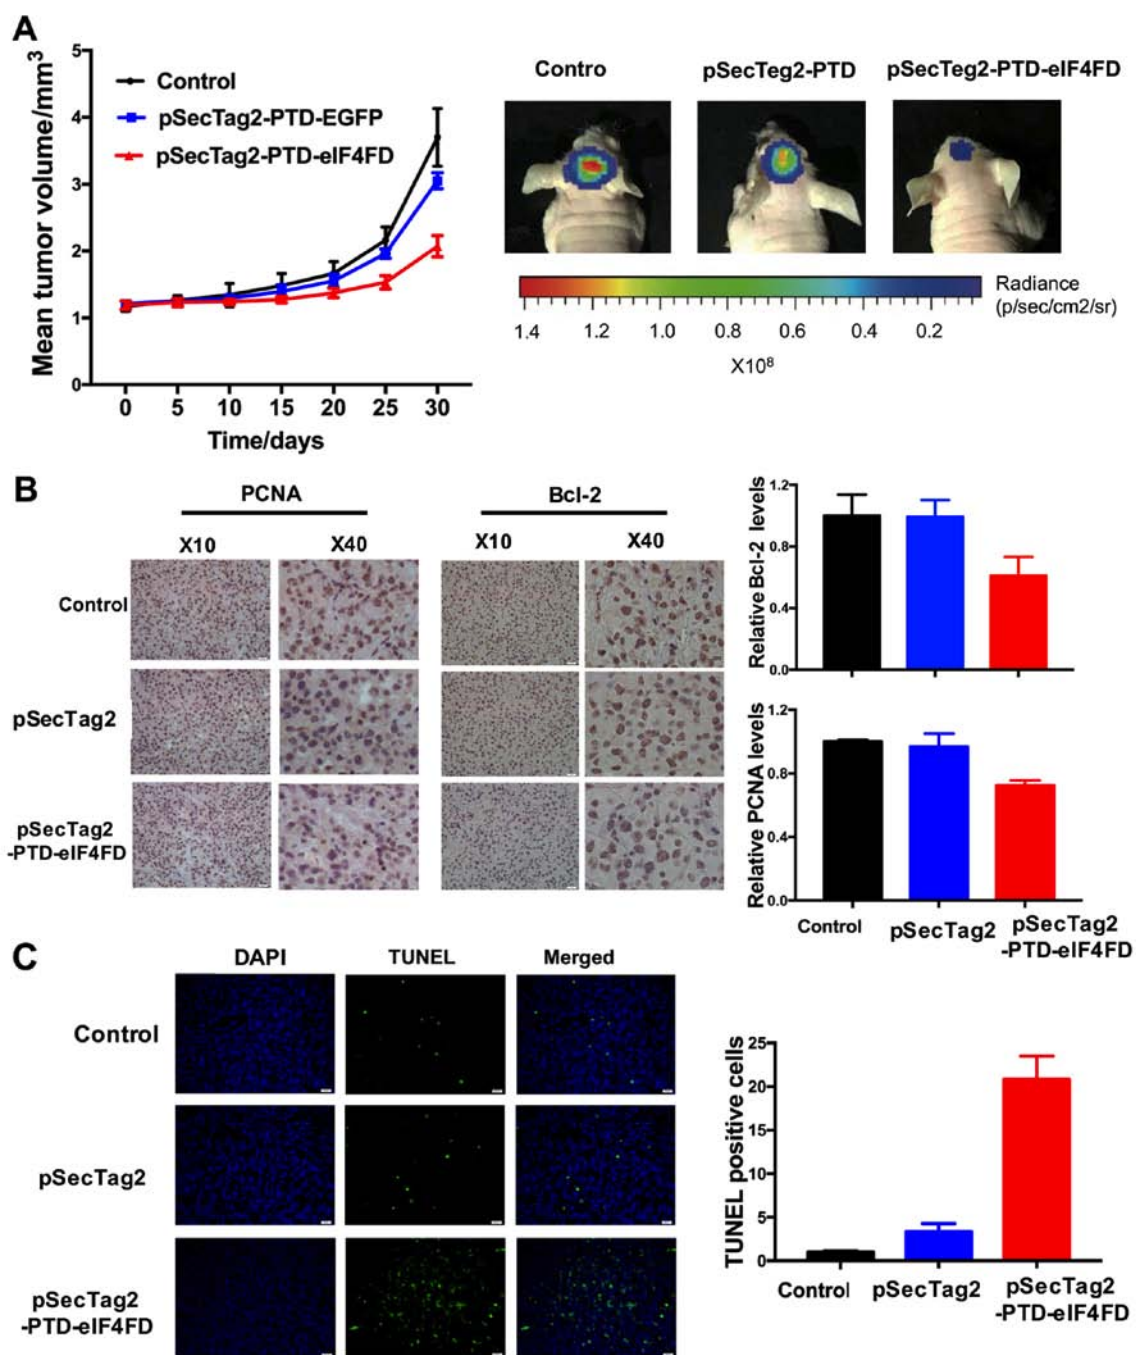 A
Mean tumor volume/mm³
5
4
3
2
1
0
Control
pSecTag2-PTD-EGFP
pSecTag2-PTD-eIF4FD
0 5 10 15 20 25 30
Time/days
Contro pSecTeg2-PTD pSecTeg2-PTD-eIF4FD
1.4 1.2 1.0 0.8 0.6 0.4 0.2
X10⁸
Radiance
(p/sec/cm2/sr)
B
PCNA Bcl-2
X10 X40 X10 X40
Control
pSecTag2
pSecTag2
-PTD-eIF4FD
Relative Bcl-2 levels
1.2
0.8
0.4
0.0
Relative PCNA levels
1.2
0.8
0.4
0.0
Control pSecTag2 pSecTag2
-PTD-eIF4FD
C
DAPI TUNEL Merged
Control
pSecTag2
pSecTag2
-PTD-eIF4FD
TUNEL positive cells
25
20
15
10
5
0
Control pSecTag2 pSecTag2
-PTD-eIF4FD